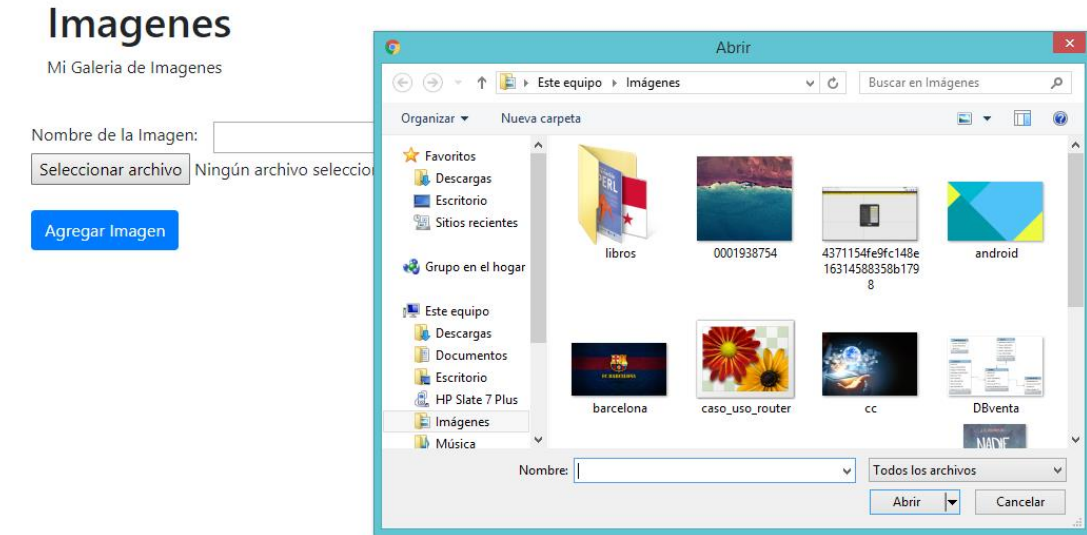 Imagenes
Mi Galeria de Imagenes
Nombre de la Imagen:
Seleccionar archivo Ningún archivo seleccion
Agregar Imagen
Abrir
Este equipo Imágenes
Buscar en Imágenes
Organizar Nueva carpeta
Favoritos
Descargas
Escritorio
Sitios recientes
Grupo en el hogar
Este equipo
Descargas
Documentos
Escritorio
HP Slate 7 Plus
Imágenes
Música
PERL
libros
0001938754
4371154fe9fc148e
16314588358b179
8
android
FC BARCELONA
barcelona
caso_uso_router
cc
DBventa
NADIE
Nombre:
Todos los archivos
Abrir
Cancelar